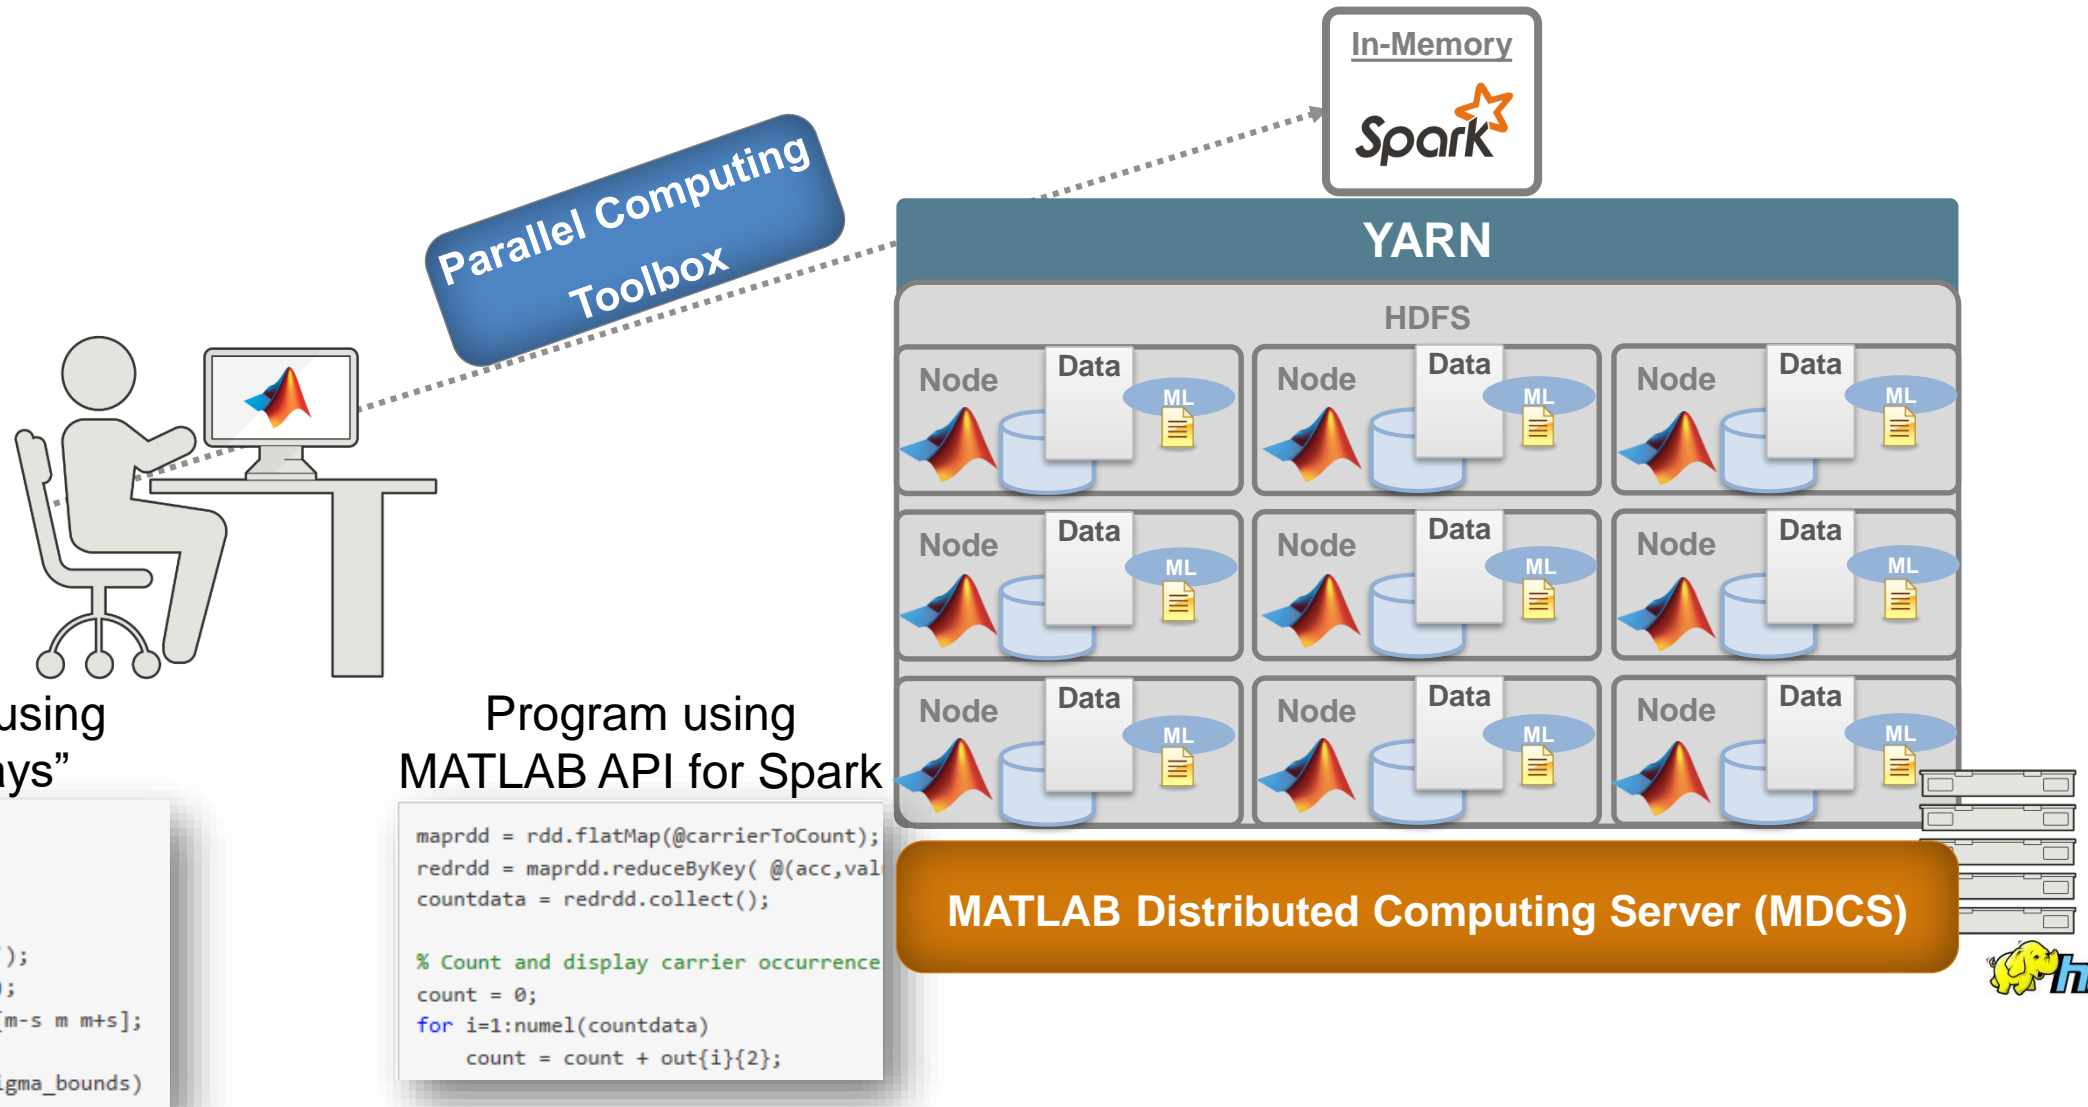 In-Memory
Spark
Parallel Computing
Toolbox
YARN
HDFS
Node Data ML Node Data ML Node Data ML
Node Data ML Node Data ML Node Data ML
Node Data ML Node Data ML Node Data ML
MATLAB Distributed Computing Server (MDCS)
using
ays”
);
);
[m-s m m+s];
igma_bounds)
Program using
MATLAB API for Spark
maprdd = rdd.flatMap(@carrierToCount);
redrdd = maprdd.reduceByKey( @(acc,val
countdata = redrdd.collect();
% Count and display carrier occurrence
count = 0;
for i=1:numel(countdata)
count = count + out{i}{2};